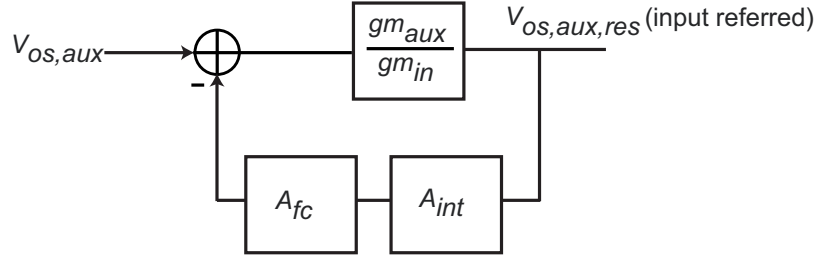 V_os,aux
gm_aux
gm_in
V_os,aux,res (input referred)
-
A_fc
A_int